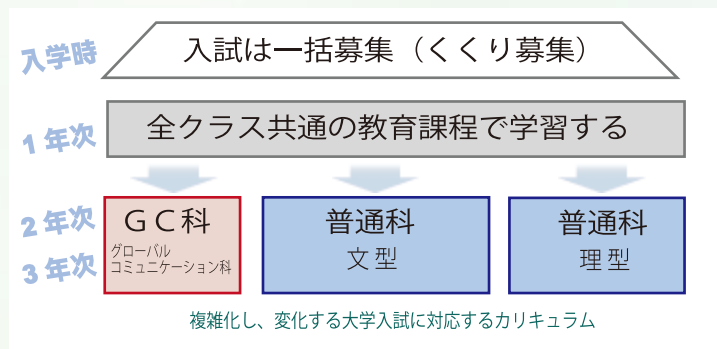 入学時
入試は一括募集（くくり募集）
1年次
全クラス共通の教育課程で学習する
2年次
3年次
ＧＣ科
グローバル
コミュニケーション科
普通科
文型
普通科
理型
複雑化し、変化する大学入試に対応するカリキュラム